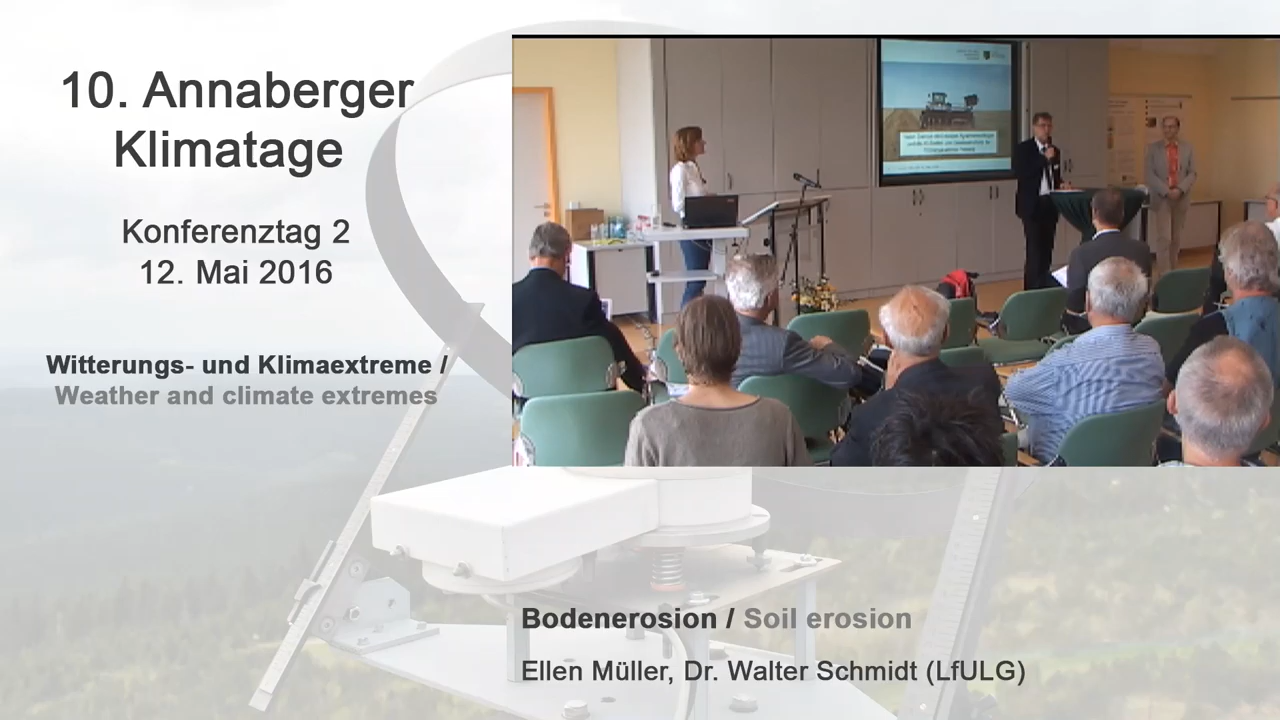 10. Annaberger
Klimatage
Konferenztag 2
12. Mai 2016
Witterungs- und Klimaextreme /
Weather and climate extremes
Bodenerosion / Soil erosion
Ellen Müller, Dr. Walter Schmidt (LfULG)